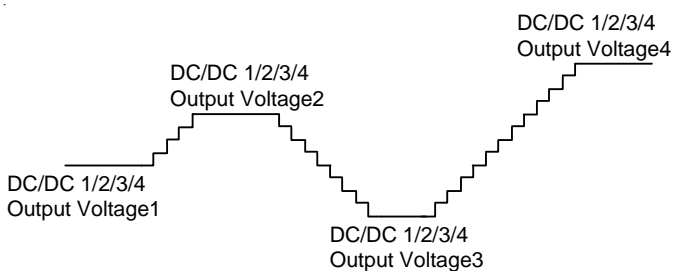 DC/DC 1/2/3/4
Output Voltage4
DC/DC 1/2/3/4
Output Voltage2
DC/DC 1/2/3/4
Output Voltage1
DC/DC 1/2/3/4
Output Voltage3